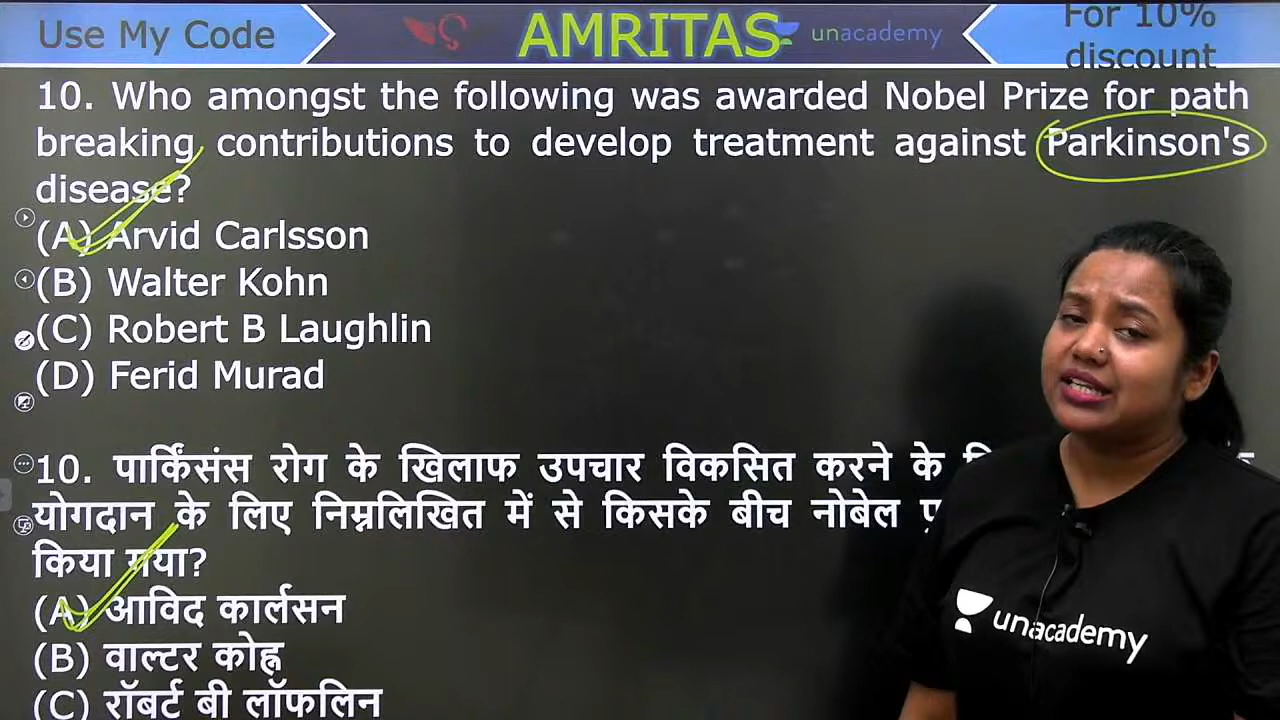 Use My Code
AMRITAS
unacademy
For 10%
discount
10. Who amongst the following was awarded Nobel Prize for path
breaking contributions to develop treatment against Parkinson's
disease?
(A) Arvid Carlsson
(B) Walter Kohn
(C) Robert B Laughlin
(D) Ferid Murad
10. पार्किंसंस रोग के खिलाफ उपचार विकसित करने के
योगदान के लिए निम्नलिखित में से किसके बीच नोबेल
किया गया?
(A) आविद कार्लसन
(B) वाल्टर कोह्न
(C) रॉबर्ट बी लॉफलिन
unacademy